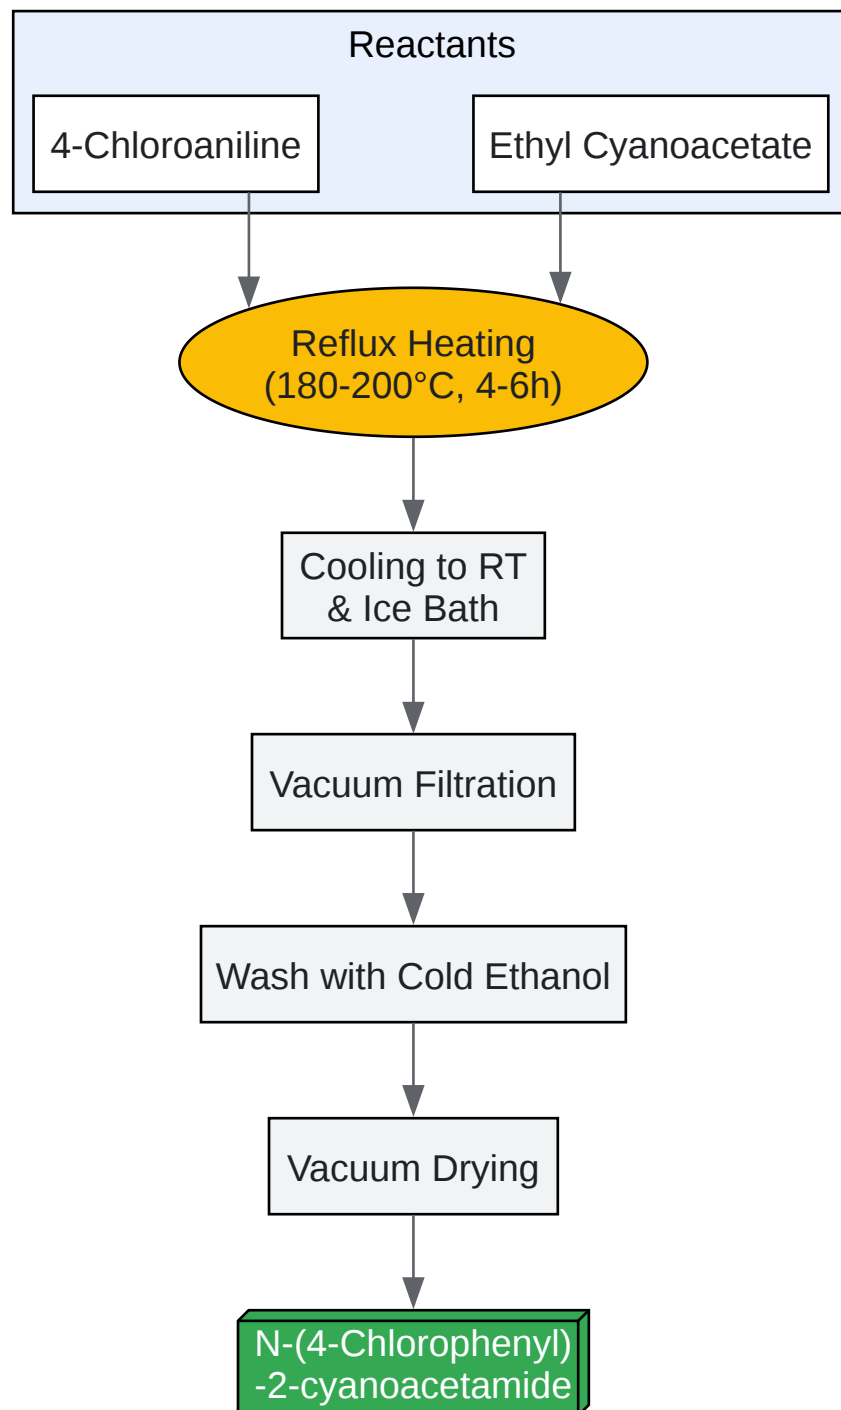 Reactants
4-Chloroaniline
Ethyl Cyanoacetate
Reflux Heating
(180-200°C, 4-6h)
Cooling to RT
& Ice Bath
Vacuum Filtration
Wash with Cold Ethanol
Vacuum Drying
N-(4-Chlorophenyl)
-2-cyanoacetamide